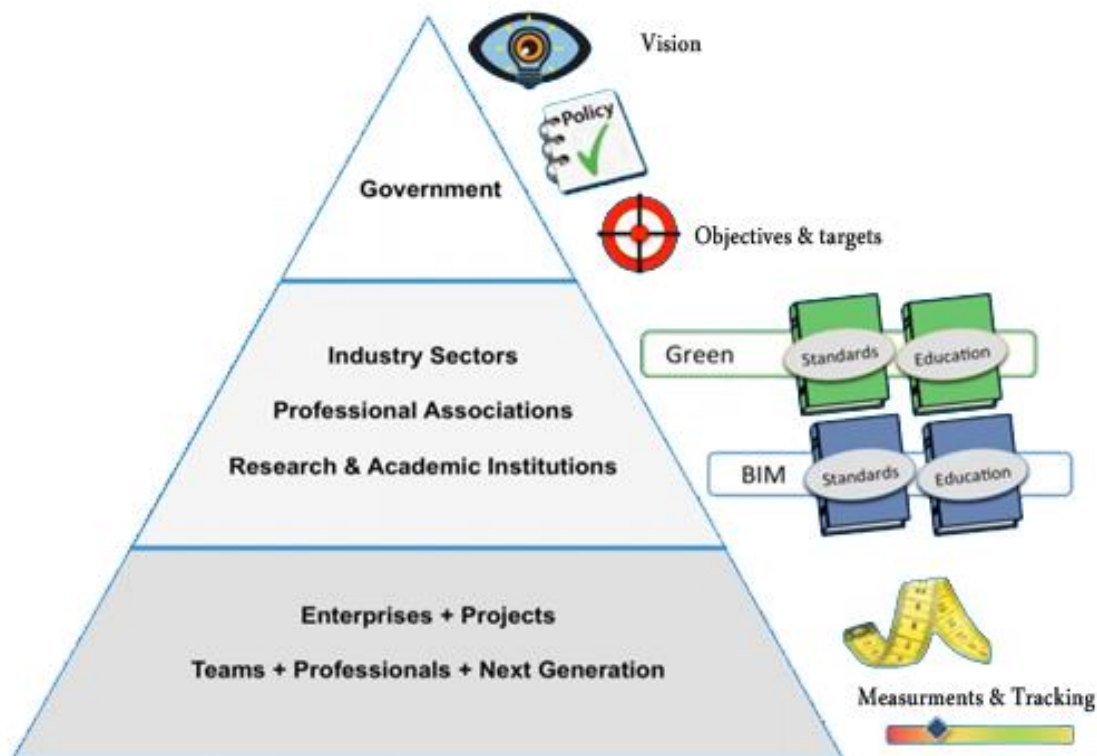 Vision
Policy
Government
Objectives & targets
Industry Sectors
Professional Associations
Research & Academic Institutions
Green
Standards
Education
BIM
Standards
Education
Enterprises + Projects
Teams + Professionals + Next Generation
Measurments & Tracking